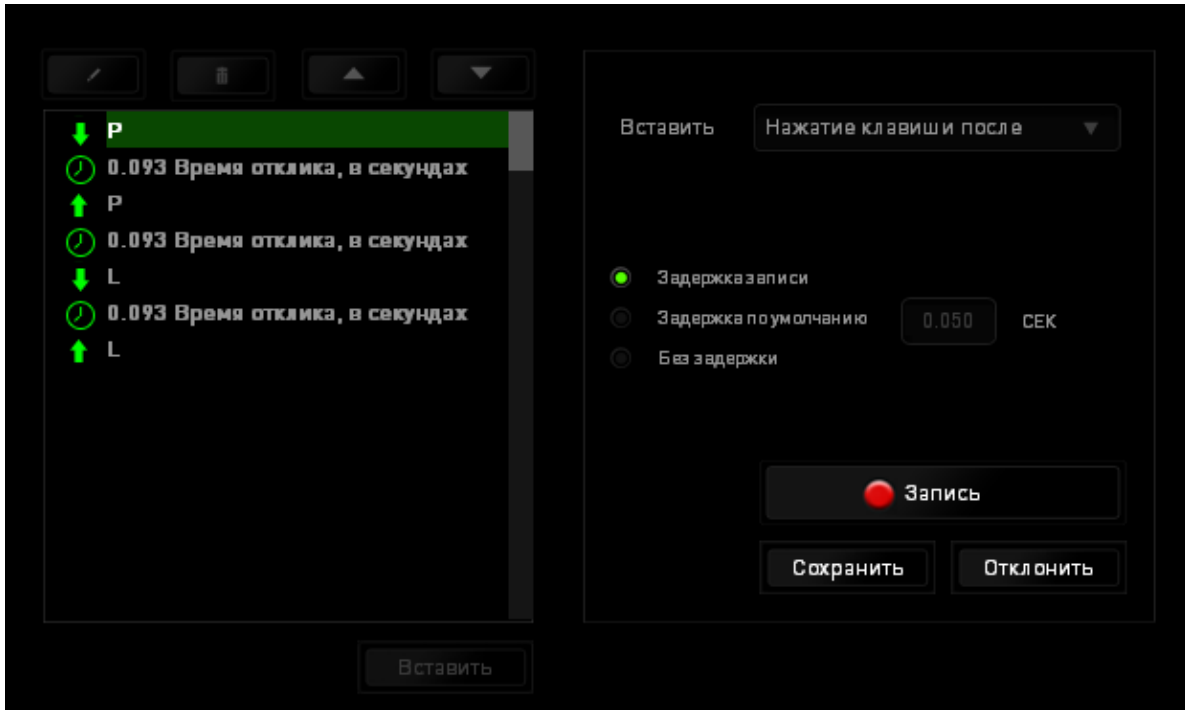 P
0.093 Время отклика, в секундах
P
0.093 Время отклика, в секундах
L
0.093 Время отклика, в секундах
L
Вставить
Вставить Нажатие клавиши после
Задержка записи
Задержка по умолчанию 0.050 СЕК
Без задержки
Запись
Сохранить Отклонить